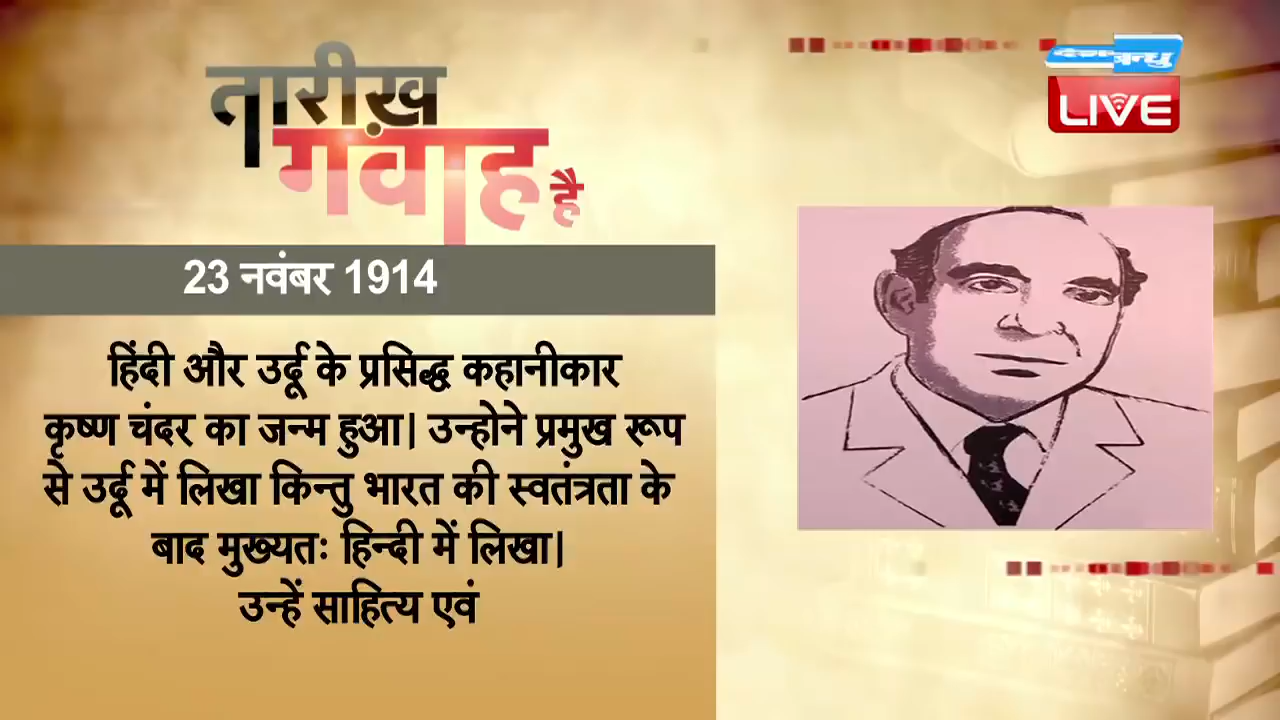 तारीख़
गवाह है
देशबन्धु
LIVE
23 नवंबर 1914
हिंदी और उर्दू के प्रसिद्ध कहानीकार
कृष्ण चंदर का जन्म हुआ। उन्होने प्रमुख रूप
से उर्दू में लिखा किन्तु भारत की स्वतंत्रता के
बाद मुख्यतः हिन्दी में लिखा।
उन्हें साहित्य एवं